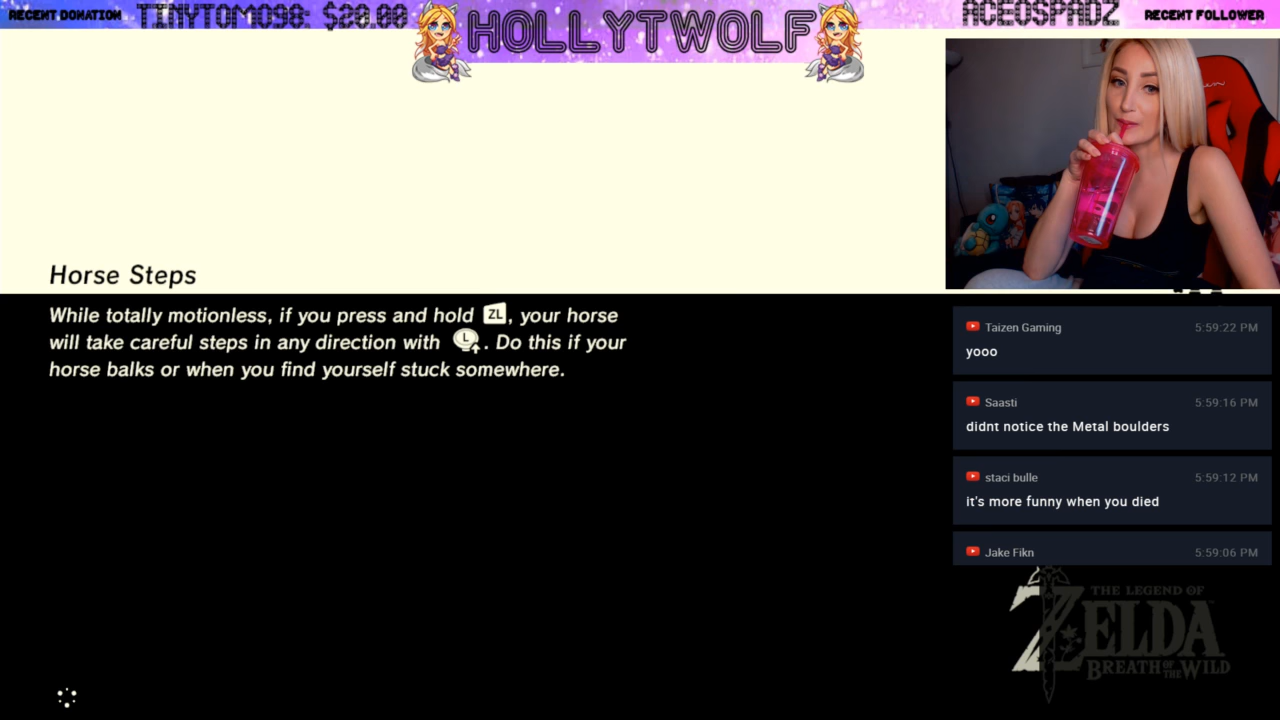 RECENT DONATION
TINYTOMO98: $20.00
HOLLYTWOLF
ACEOSPADZ
RECENT FOLLOWER
Horse Steps
While totally motionless, if you press and hold ZL, your horse
will take careful steps in any direction with L. Do this if your
horse balks or when you find yourself stuck somewhere.
Taizen Gaming 5:59:22 PM
yooo
Saasti 5:59:16 PM
didnt notice the Metal boulders
staci bulle 5:59:12 PM
it's more funny when you died
Jake Fikn 5:59:06 PM
THE LEGEND OF
ZELDA
BREATH OF THE WILD